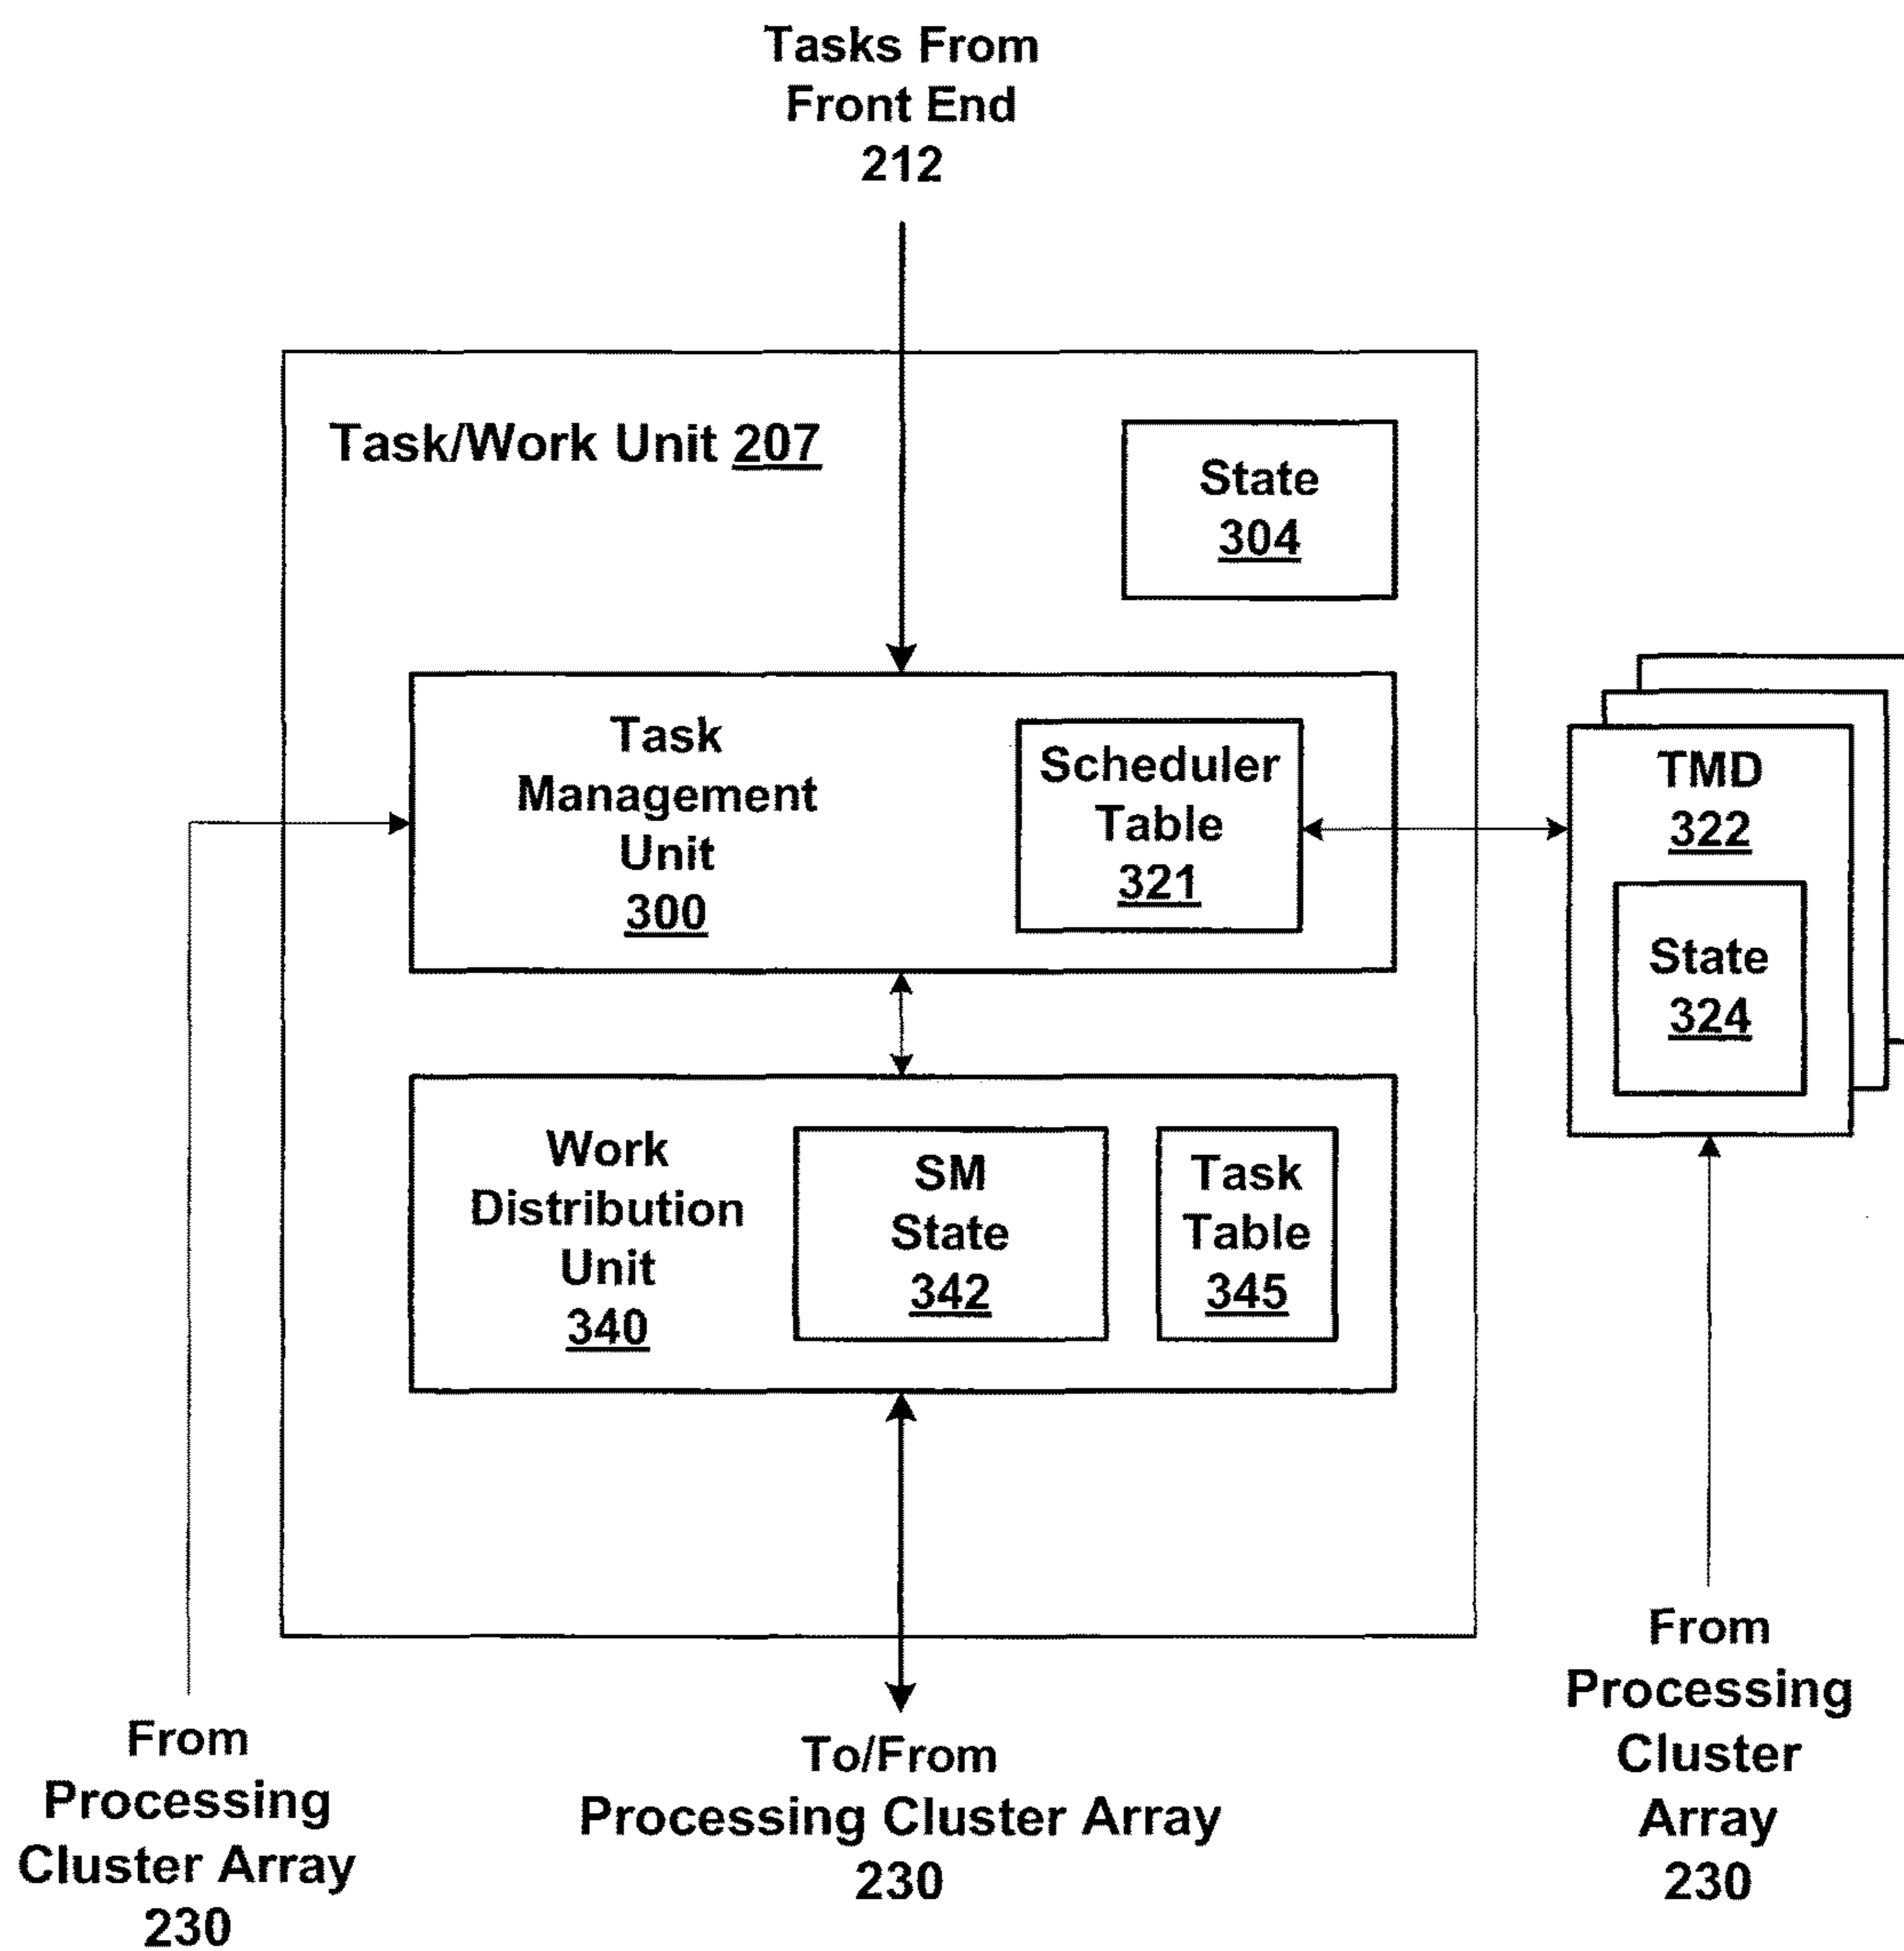 Tasks From
Front End
212
Task/Work Unit 207
State
304
Task
Management
Unit
300
Scheduler
Table
321
TMD
322
State
324
Work
Distribution
Unit
340
SM
State
342
Task
Table
345
From
Processing
Cluster Array
230
To/From
Processing Cluster Array
230
From
Processing
Cluster
Array
230